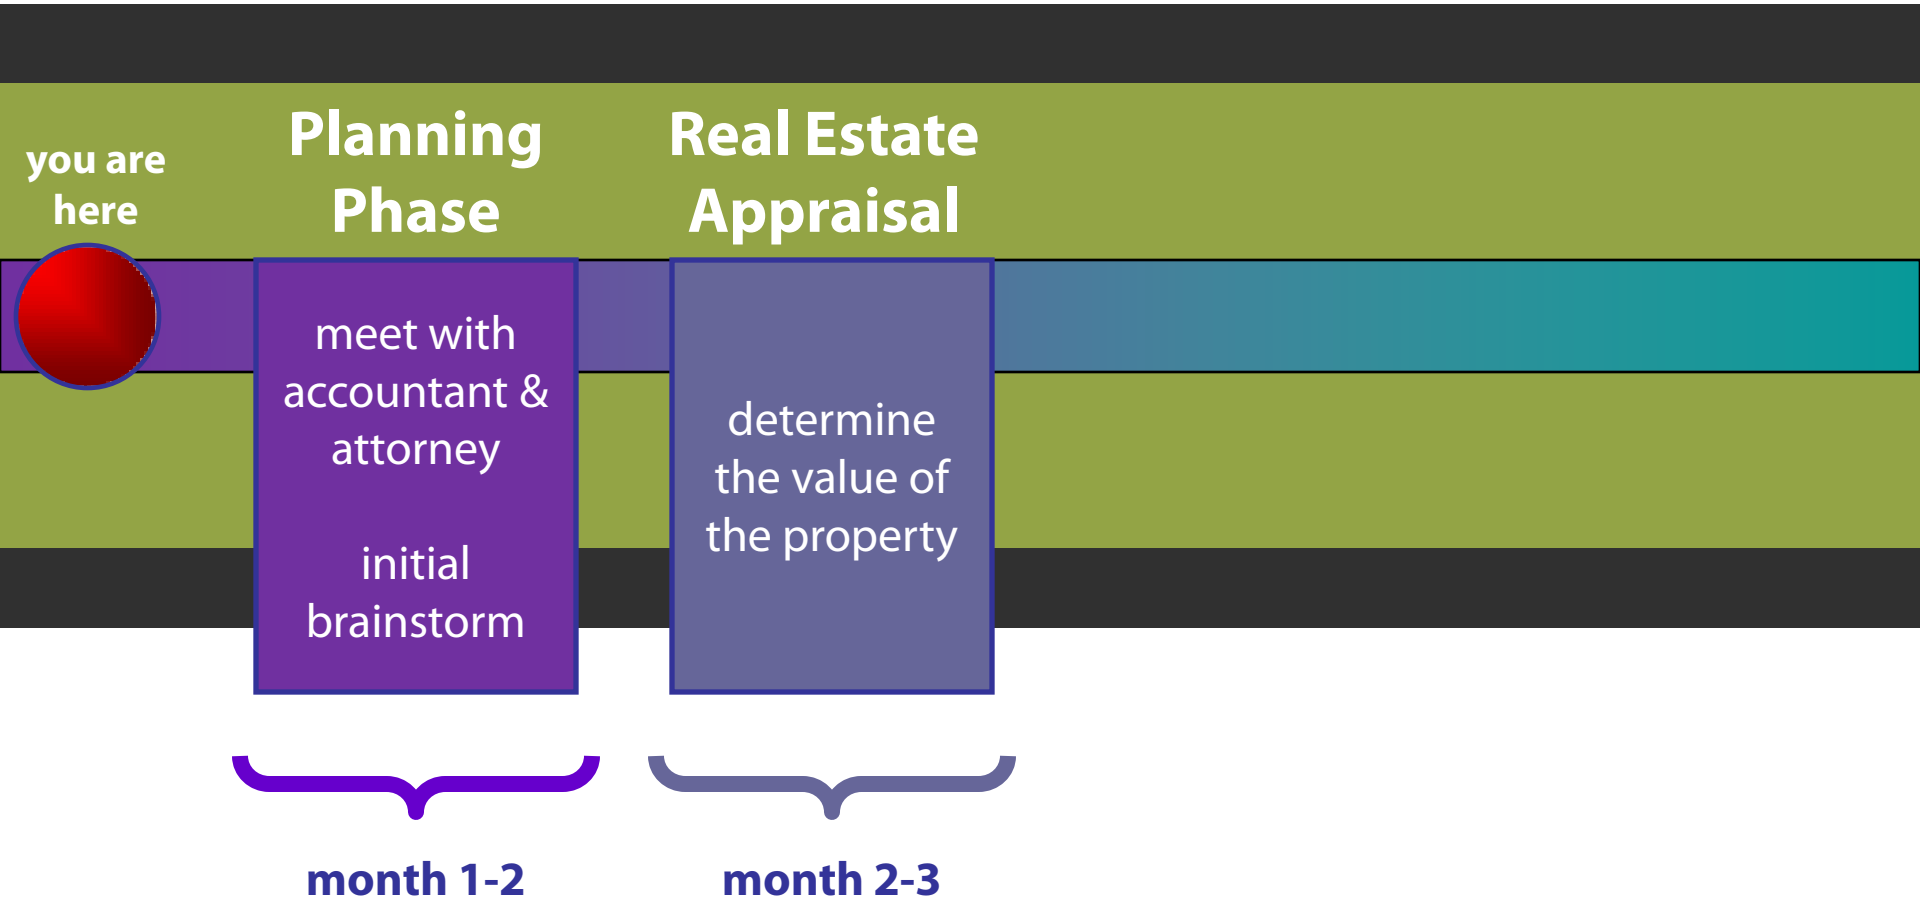 you are
here
Planning
Phase
meet with
accountant &
attorney
initial
brainstorm
month 1-2
Real Estate
Appraisal
determine
the value of
the property
month 2-3